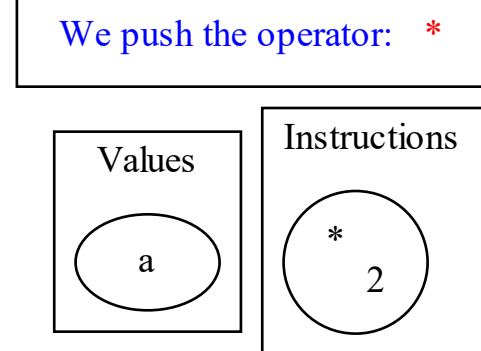 We push the operator: *
Values
Instructions
a
*
2